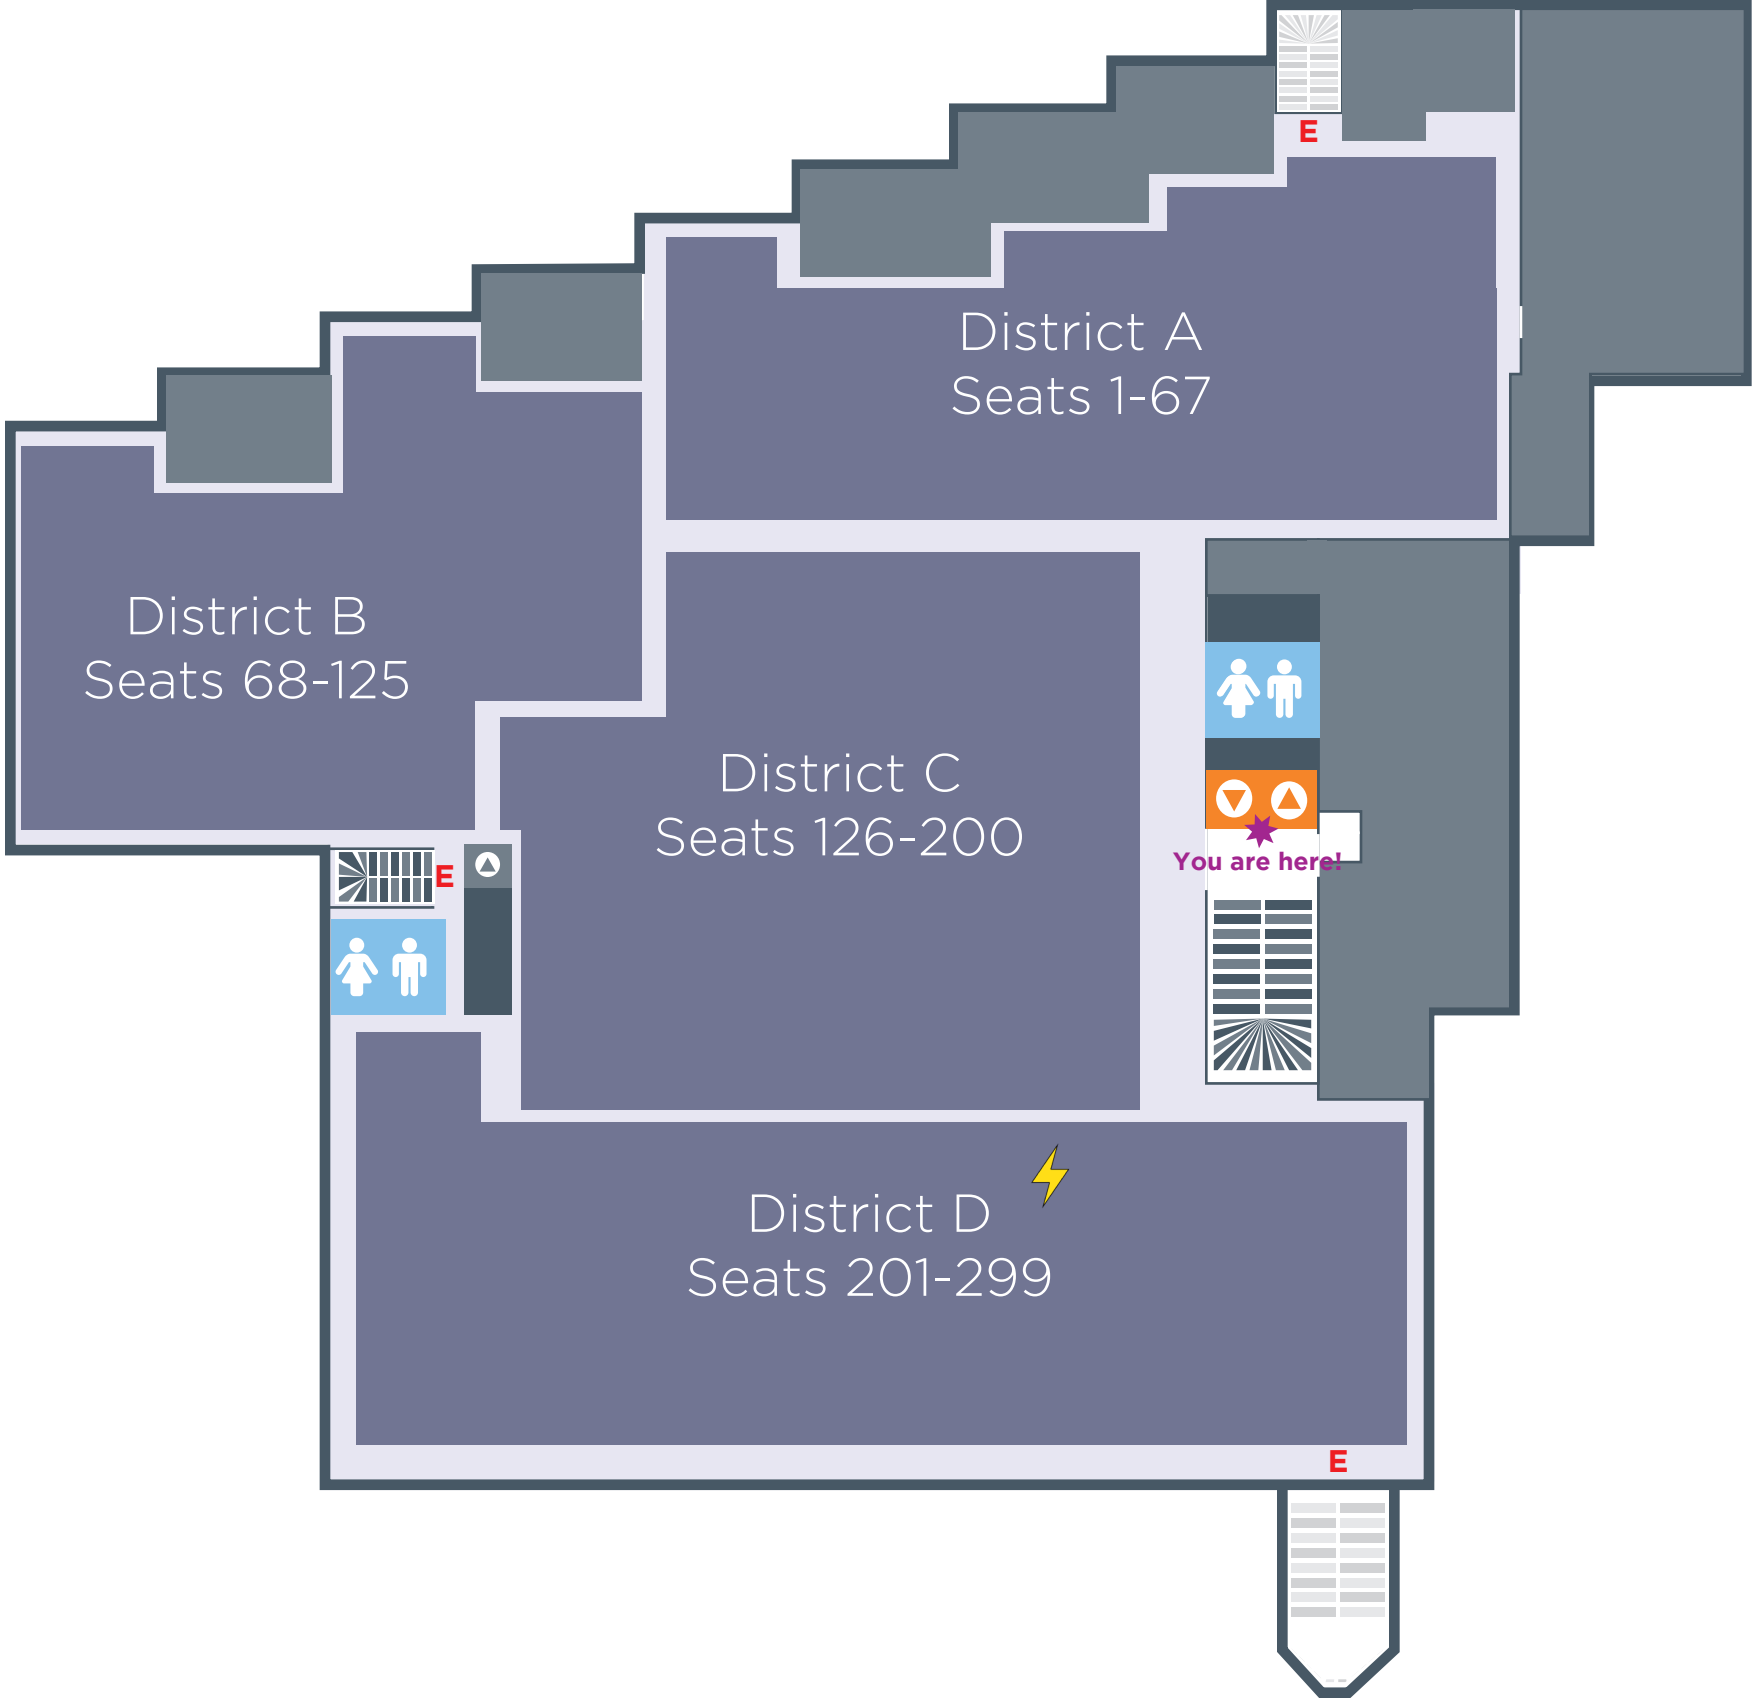 E
District A
Seats 1-67
District B
Seats 68-125
District C
Seats 126-200
You are here!
E
District D
Seats 201-299
E